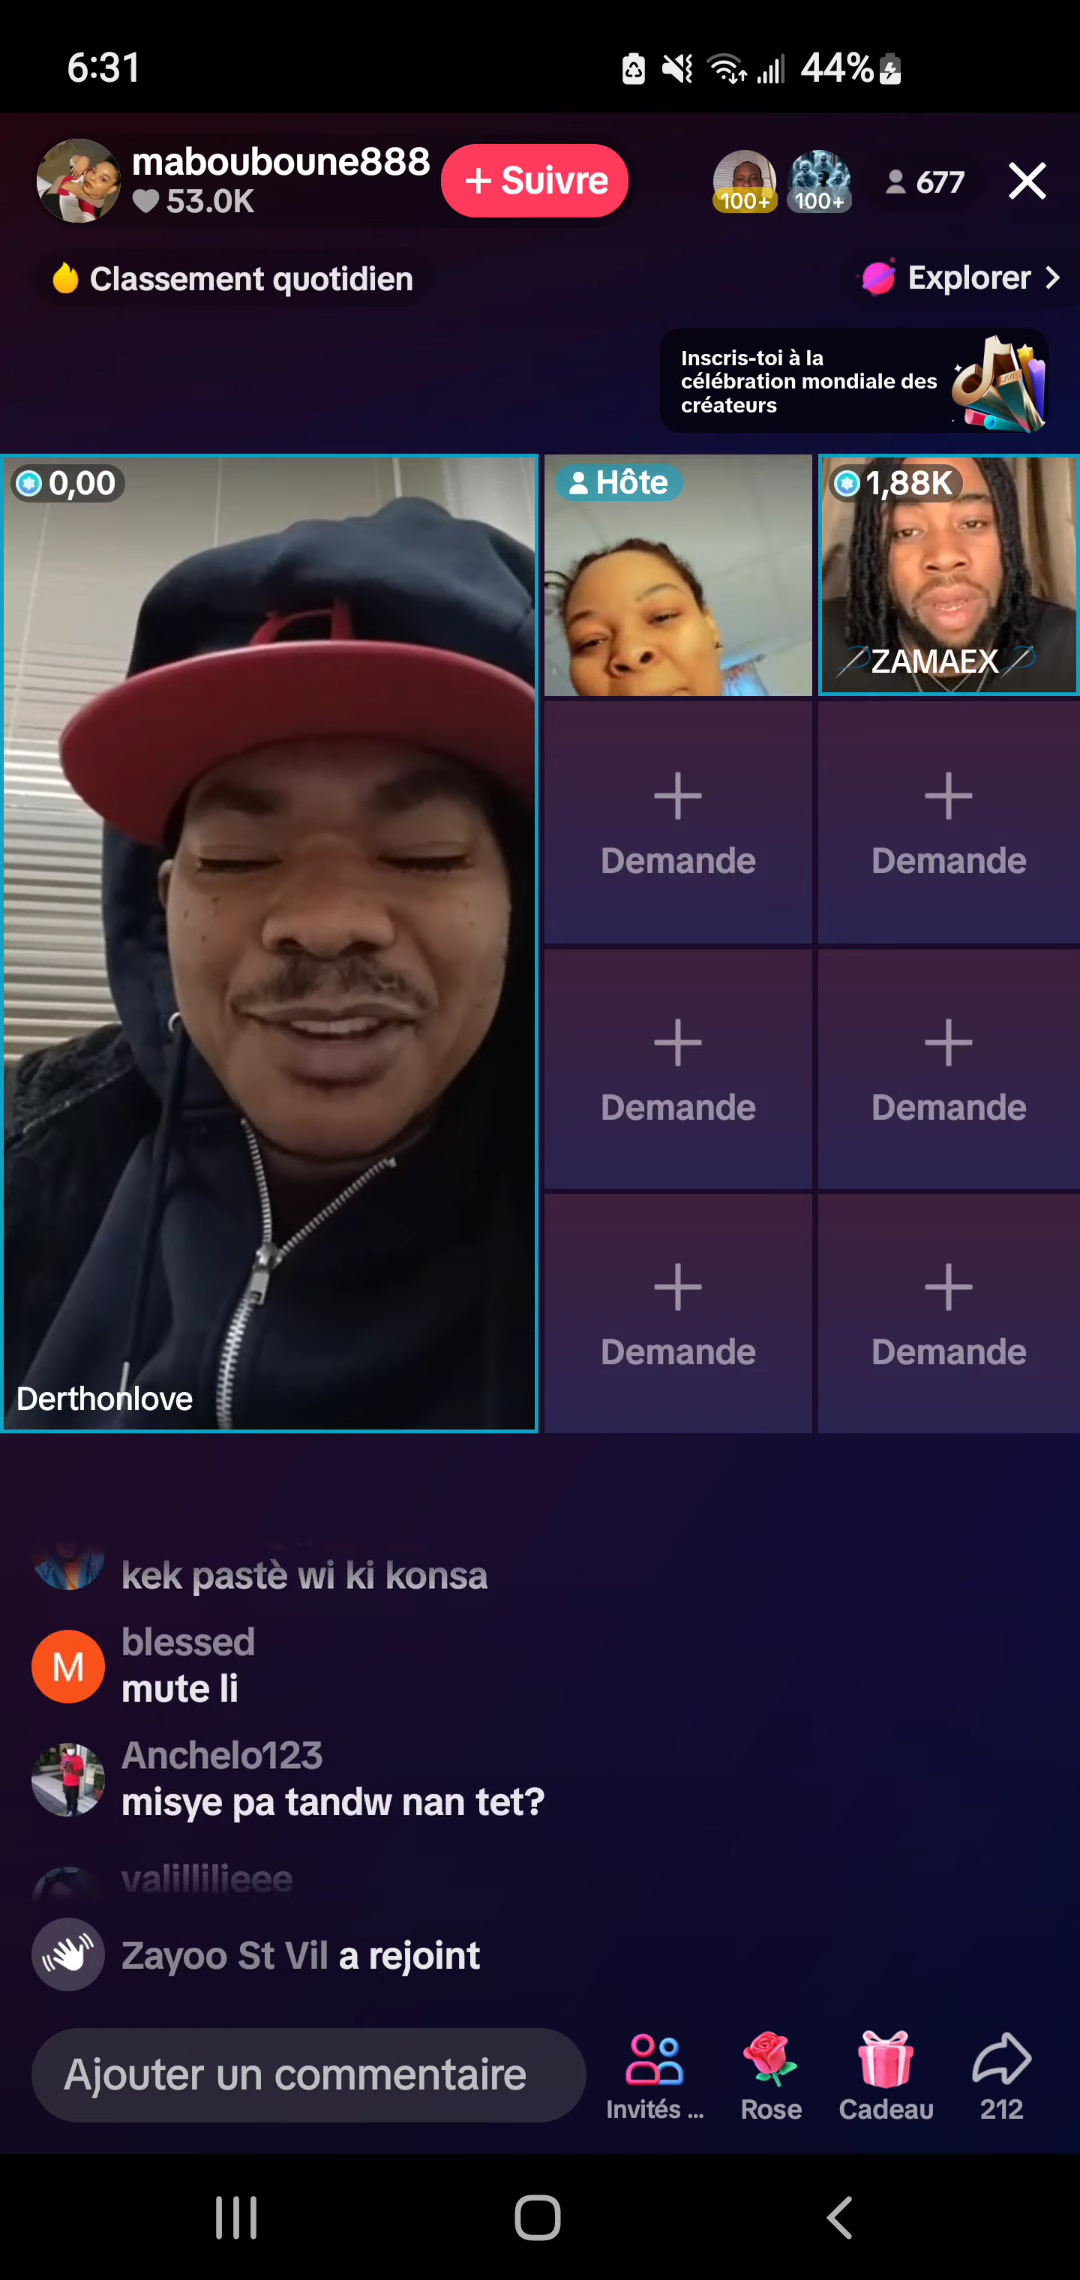 6:31
44%
mabouboune888
53.0K
+ Suivre
100+
100+
677
Classement quotidien
Explorer
Inscris-toi à la
célébration mondiale des
créateurs
0,00
Hôte
1,88K
ZAMAEX
Demande
Demande
Demande
Demande
Demande
Demande
Derthonlove
kek pastè wi ki konsa
M
blessed
mute li
Anchelo123
misye pa tandw nan tet?
valillilieee
Zayoo St Vil a rejoint
Ajouter un commentaire
Invités ...
Rose
Cadeau
212